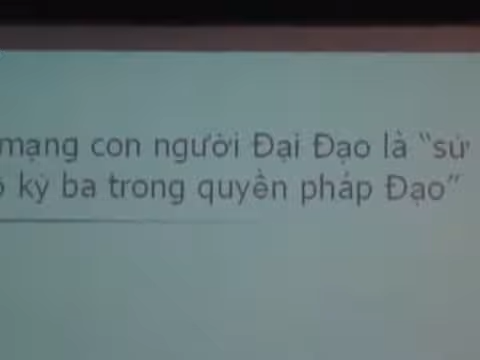 mạng con người Đại Đạo là “sứ
kỳ ba trong quyền pháp Đạo”